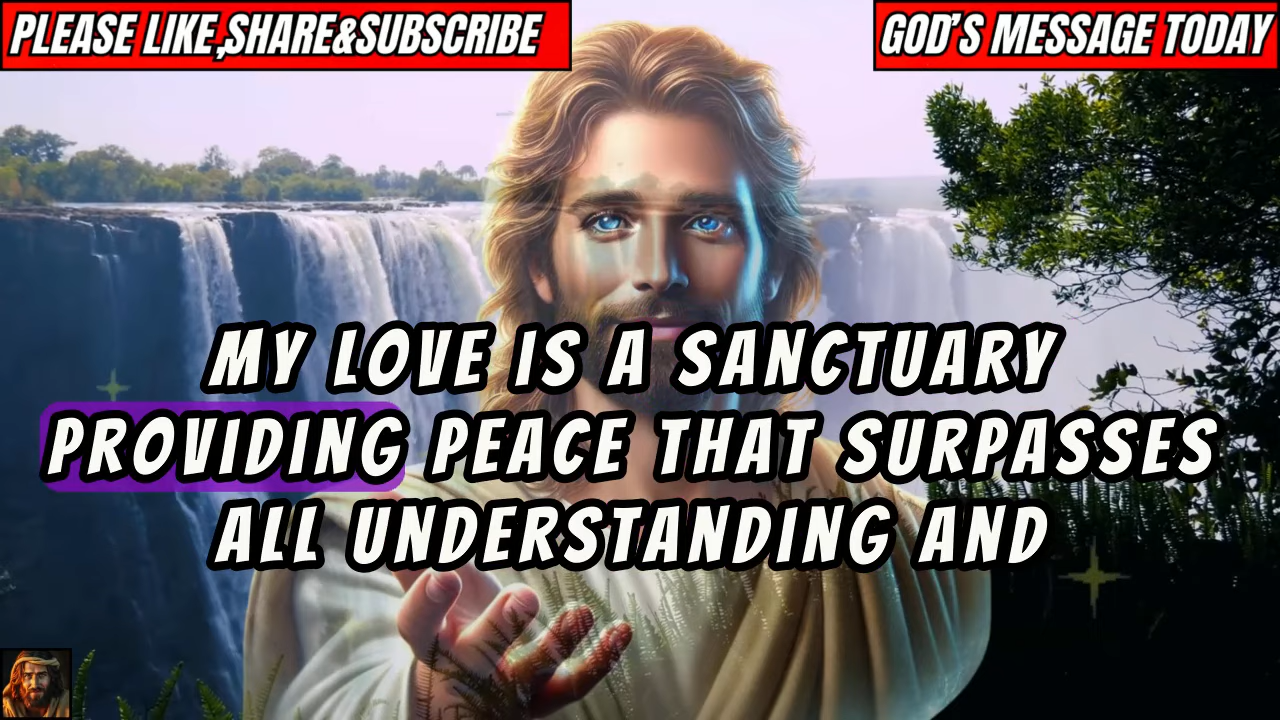 PLEASE LIKE,SHARE&SUBSCRIBE
GOD'S MESSAGE TODAY
MY LOVE IS A SANCTUARY
PROVIDING PEACE THAT SURPASSES
ALL UNDERSTANDING AND